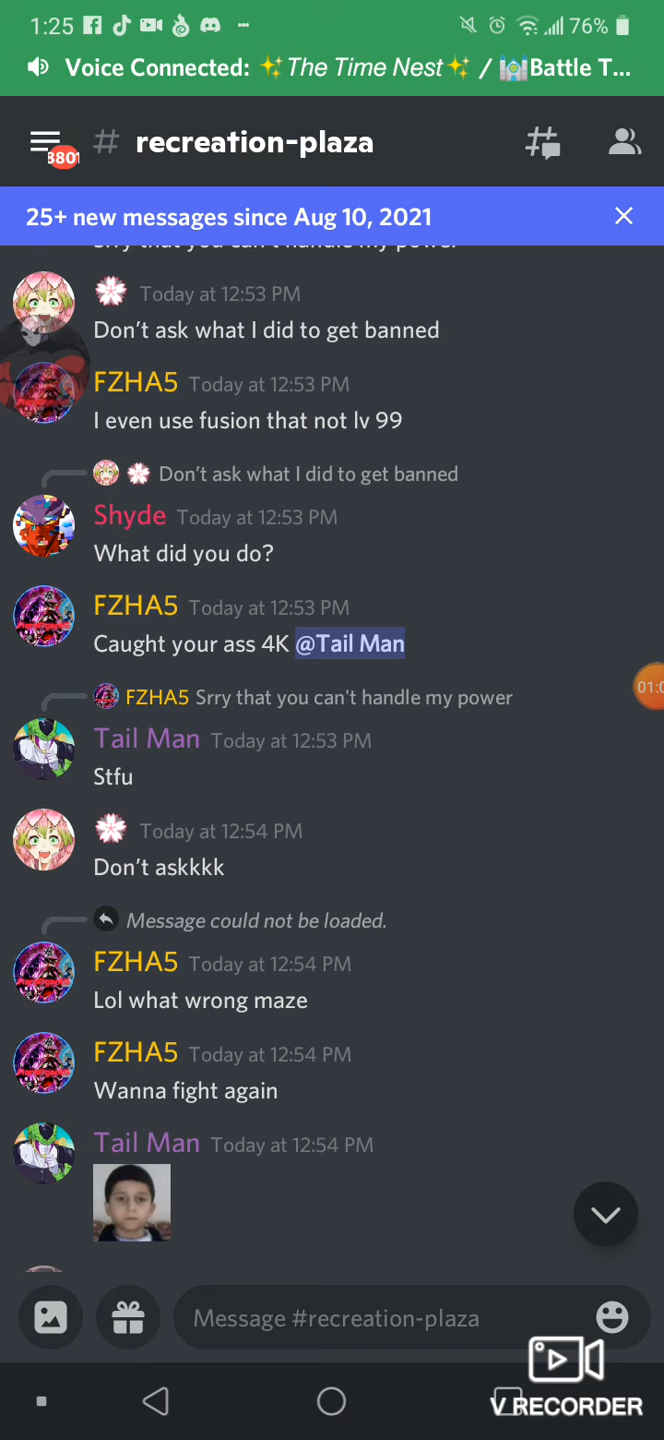 1:25 76%
Voice Connected: ✨The Time Nest✨ / 🏰Battle T...
3801
# recreation-plaza
25+ new messages since Aug 10, 2021
Srry that you can't handle my power
🌸 Today at 12:53 PM
Don’t ask what I did to get banned
FZHA5 Today at 12:53 PM
I even use fusion that not lv 99
🌸 Don’t ask what I did to get banned
Shyde Today at 12:53 PM
What did you do?
FZHA5 Today at 12:53 PM
Caught your ass 4K @Tail Man
FZHA5 Srry that you can't handle my power
Tail Man Today at 12:53 PM
Stfu
🌸 Today at 12:54 PM
Don’t askkkk
Message could not be loaded.
FZHA5 Today at 12:54 PM
Lol what wrong maze
FZHA5 Today at 12:54 PM
Wanna fight again
Tail Man Today at 12:54 PM
Message #recreation-plaza
V RECORDER